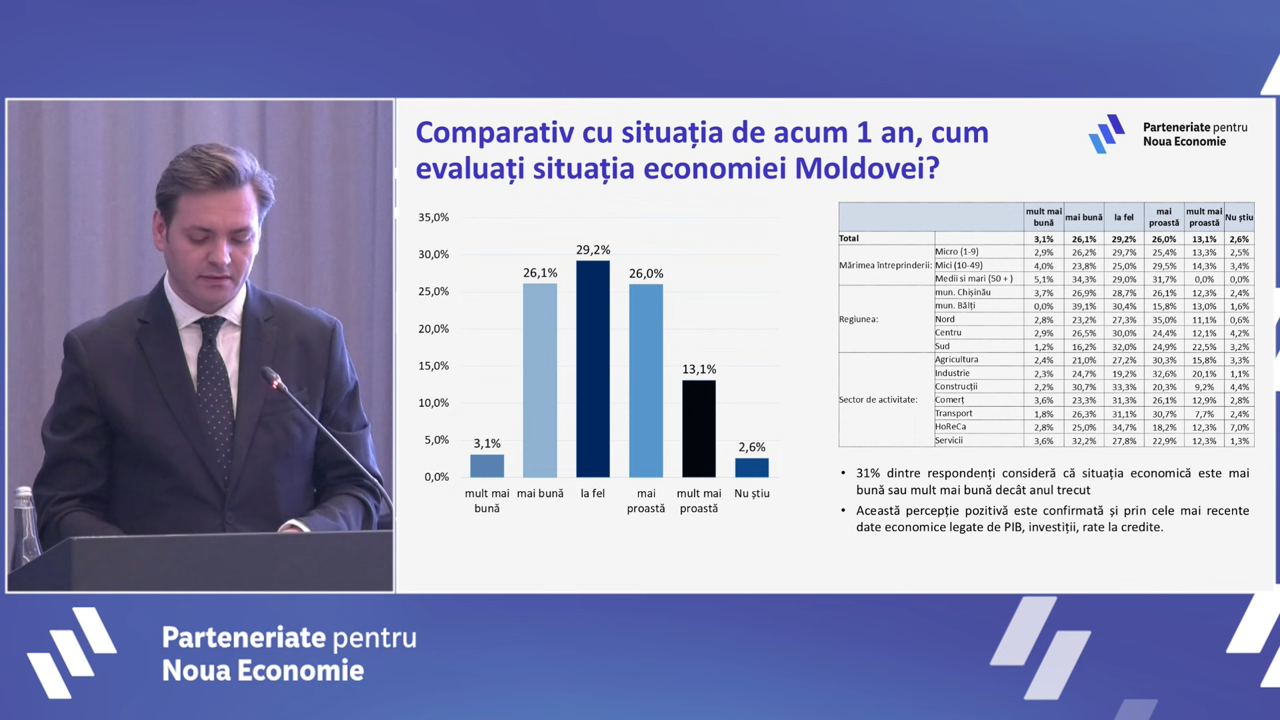 Comparativ cu situația de acum 1 an, cum
evaluați situația economiei Moldovei?
Parteneriate pentru
Noua Economie
35,0%
30,0%
25,0%
20,0%
15,0%
10,0%
5,0%
0,0%
3,1%
26,1%
29,2%
26,0%
13,1%
2,6%
mult mai bună
mai bună
la fel
mai proastă
mult mai proastă
Nu știu
mult mai bună mai bună la fel mai proastă mult mai proastă Nu știu
Total 3,1% 26,1% 29,2% 26,0% 13,1% 2,6%
Mărimea întreprinderii:
Micro (1-9) 2,9% 26,2% 29,7% 25,4% 13,3% 2,5%
Mici (10-49) 4,0% 23,8% 25,0% 29,5% 14,3% 3,4%
Medii si mari (50 + ) 5,1% 34,3% 29,0% 31,7% 0,0% 0,0%
Regiunea:
mun. Chișinău 3,7% 26,9% 28,7% 26,1% 12,3% 2,4%
mun. Bălți 0,0% 39,1% 30,4% 15,8% 13,0% 1,6%
Nord 2,8% 23,2% 27,3% 35,0% 11,1% 0,6%
Centru 2,9% 26,5% 30,0% 24,4% 12,1% 4,2%
Sud 1,2% 16,2% 32,0% 24,9% 22,5% 3,2%
Sector de activitate:
Agricultura 2,4% 21,0% 27,2% 30,3% 15,8% 3,3%
Industrie 2,3% 24,7% 19,2% 32,6% 20,1% 1,1%
Construcții 2,2% 30,7% 33,3% 20,3% 9,2% 4,4%
Comerț 3,6% 23,3% 31,3% 26,1% 12,9% 2,8%
Transport 1,8% 26,3% 31,1% 30,7% 7,7% 2,4%
HoReCa 2,8% 25,0% 34,7% 18,2% 12,3% 7,0%
Servicii 3,6% 32,2% 27,8% 22,9% 12,3% 1,3%
• 31% dintre respondenți consideră că situația economică este mai
bună sau mult mai bună decât anul trecut
• Această percepție pozitivă este confirmată și prin cele mai recente
date economice legate de PIB, investiții, rate la credite.
Parteneriate pentru
Noua Economie